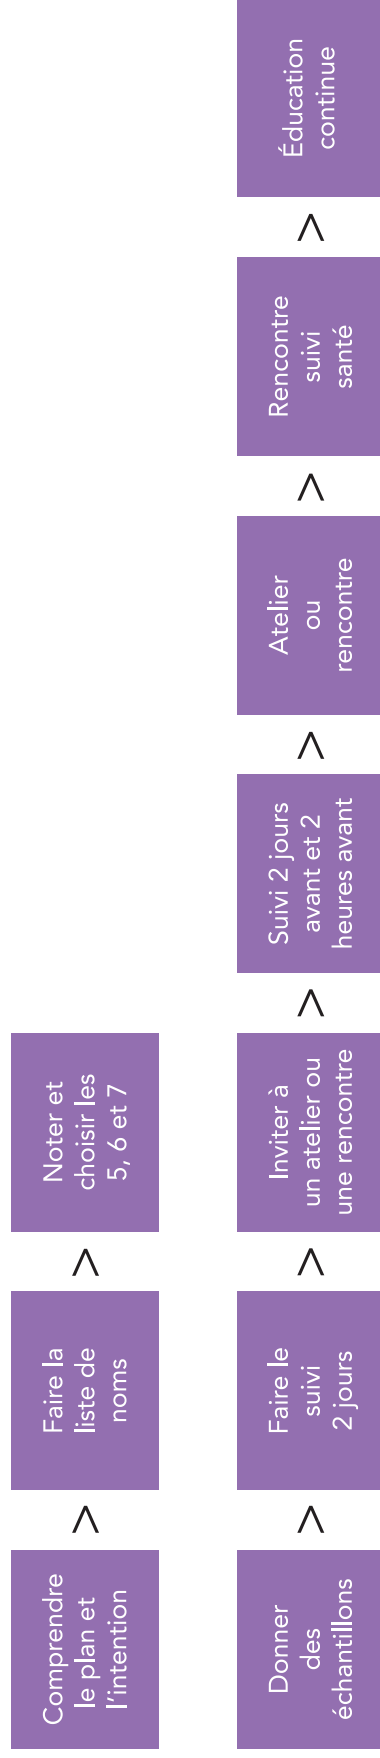 Comprendre
le plan et
l'intention
>
Faire la
liste de
noms
>
Noter et
choisir les
5, 6 et 7
Donner
des
échantillons
>
Faire le
suivi
2 jours
>
Inviter à
un atelier ou
une rencontre
>
Suivi 2 jours
avant et 2
heures avant
>
Atelier
ou
rencontre
>
Rencontre
suivi
santé
>
Éducation
continue